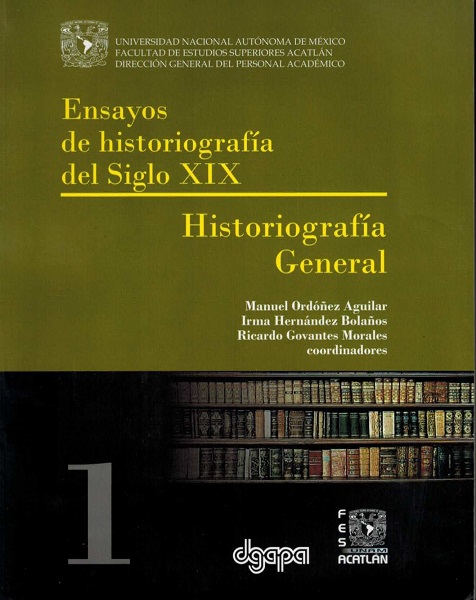 UNIVERSIDAD NACIONAL AUTÓNOMA DE MÉXICO
FACULTAD DE ESTUDIOS SUPERIORES ACATLÁN
DIRECCIÓN GENERAL DEL PERSONAL ACADÉMICO
Ensayos
de historiografía
del Siglo XIX
Historiografía
General
Manuel Ordóñez Aguilar
Irma Hernández Bolaños
Ricardo Govantes Morales
coordinadores
1
dgapa
FES
UNAM
ACATLÁN